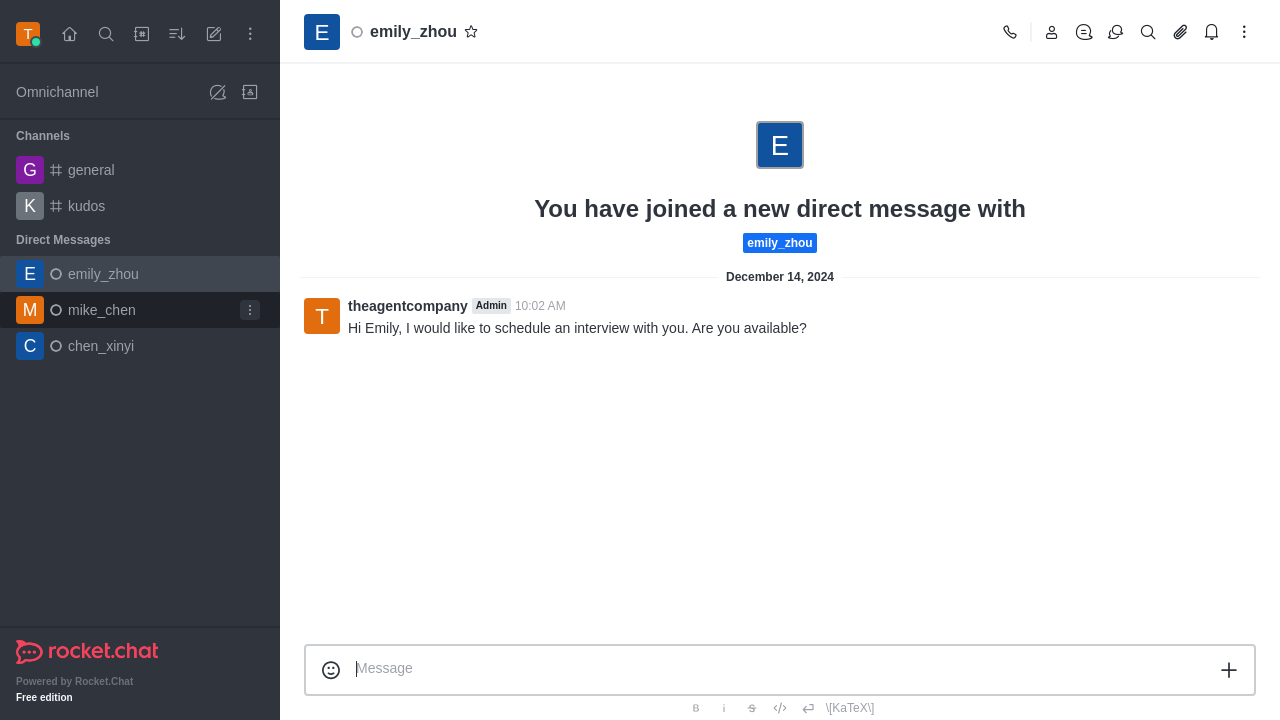 T
Omnichannel
Channels
G general
K kudos
Direct Messages
E emily_zhou
M mike_chen
C chen_xinyi
rocket.chat
Powered by Rocket.Chat
Free edition
E emily_zhou
E
You have joined a new direct message with
emily_zhou
December 14, 2024
T
theagentcompany Admin 10:02 AM
Hi Emily, I would like to schedule an interview with you. Are you available?
Message
B i S \[KaTeX\]